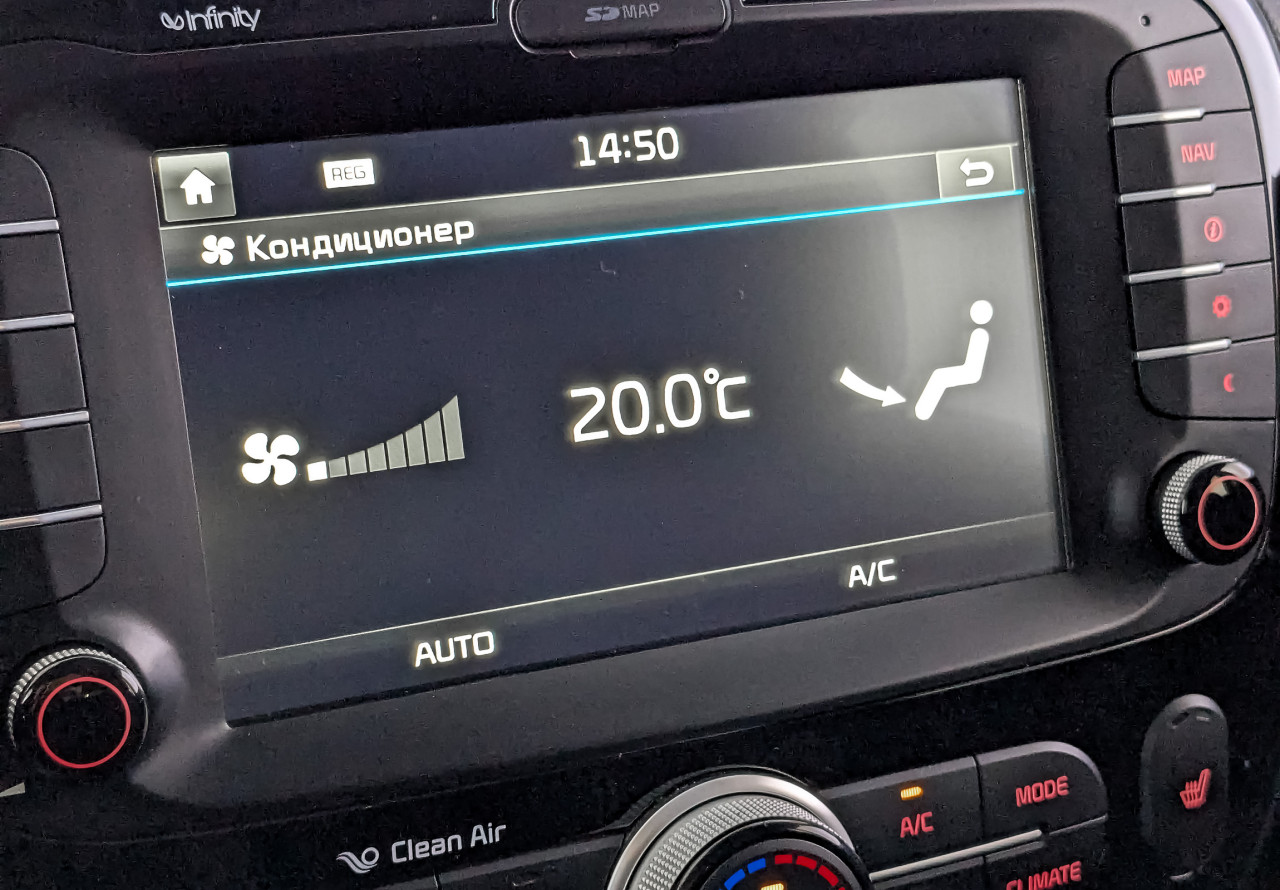 Infinity
SD MAP
MAP
14:50
REG
NAV
Кондиционер
20.0°C
A/C
AUTO
MODE
A/C
Clean Air
CLIMATE